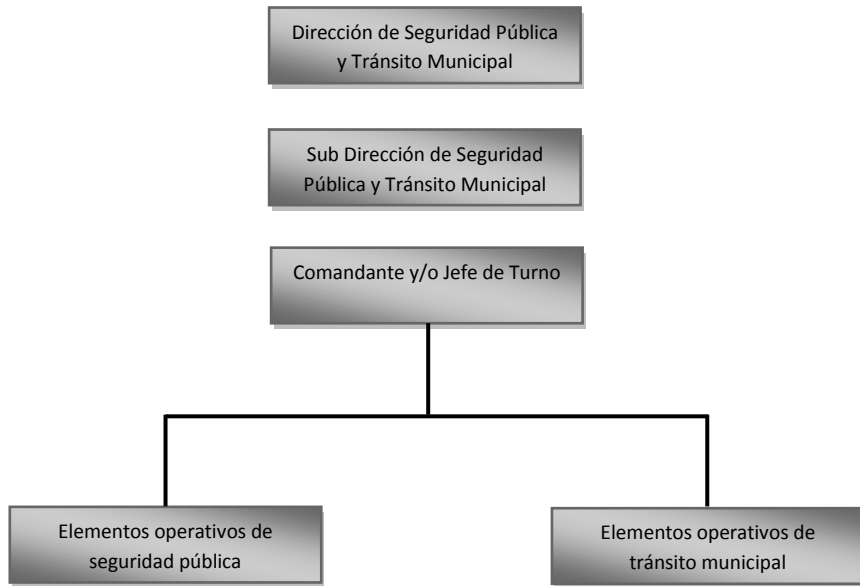 Dirección de Seguridad Pública
y Tránsito Municipal
Sub Dirección de Seguridad
Pública y Tránsito Municipal
Comandante y/o Jefe de Turno
Elementos operativos de
seguridad pública
Elementos operativos de
tránsito municipal